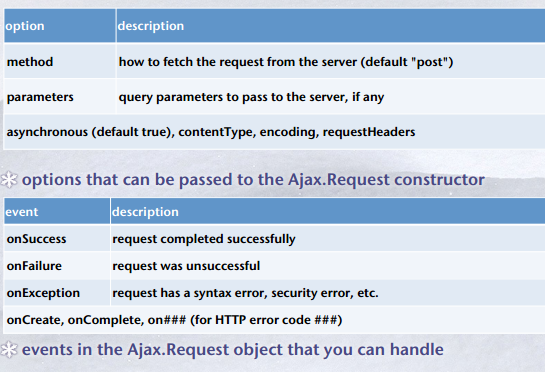 option description
method how to fetch the request from the server (default "post")
parameters query parameters to pass to the server, if any
asynchronous (default true), contentType, encoding, requestHeaders
options that can be passed to the Ajax.Request constructor
event description
onSuccess request completed successfully
onFailure request was unsuccessful
onException request has a syntax error, security error, etc.
onCreate, onComplete, on### (for HTTP error code ###)
events in the Ajax.Request object that you can handle